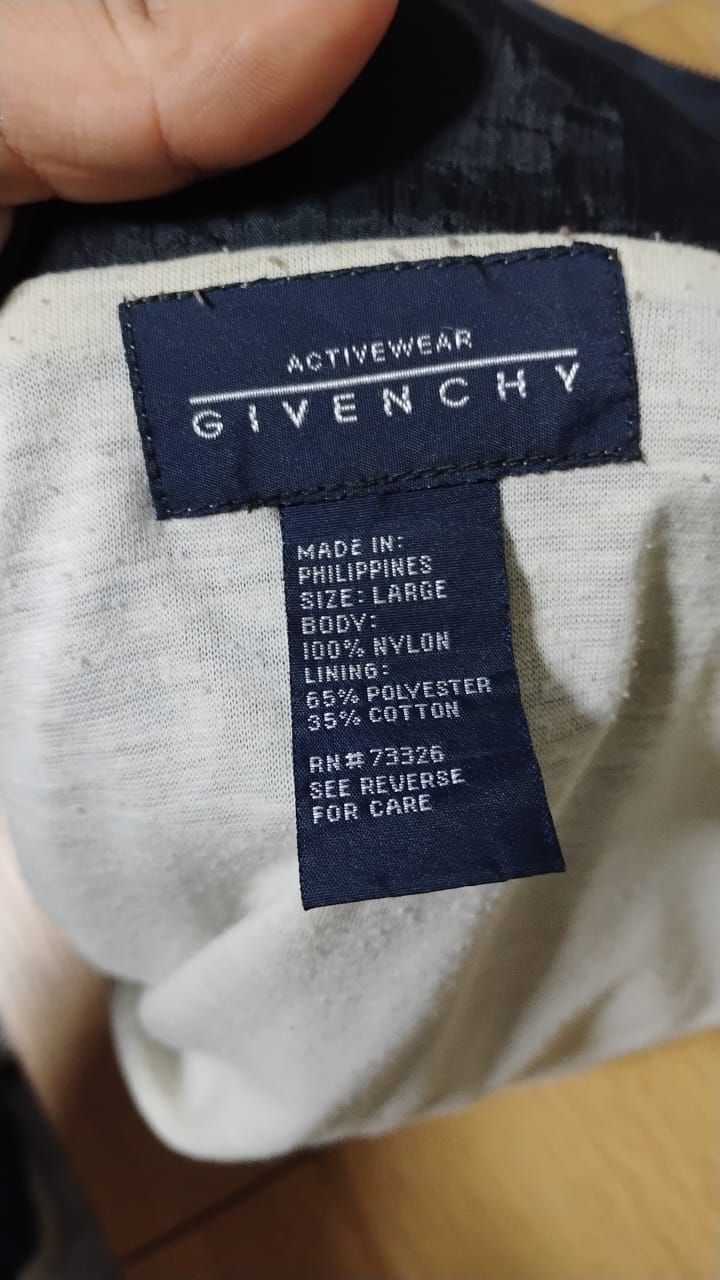 ACTIVEWEAR
GIVENCHY
MADE IN:
PHILIPPINES
SIZE: LARGE
BODY:
100% NYLON
LINING:
65% POLYESTER
35% COTTON
RN#73326
SEE REVERSE
FOR CARE